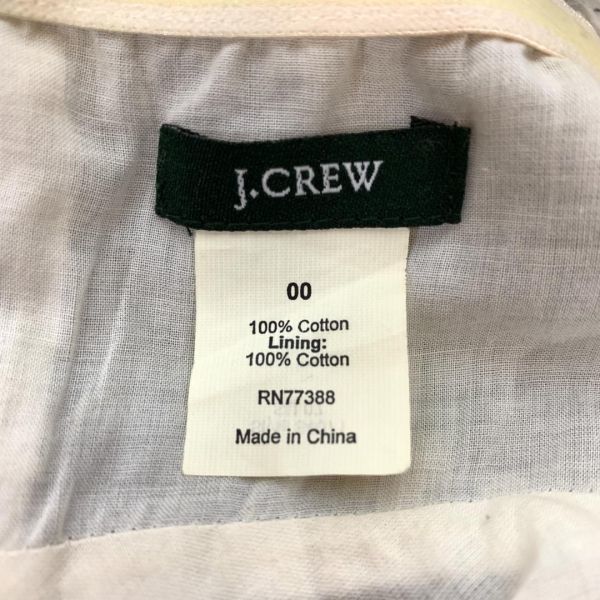 J.CREW
00
100% Cotton
Lining:
100% Cotton
RN77388
Made in China